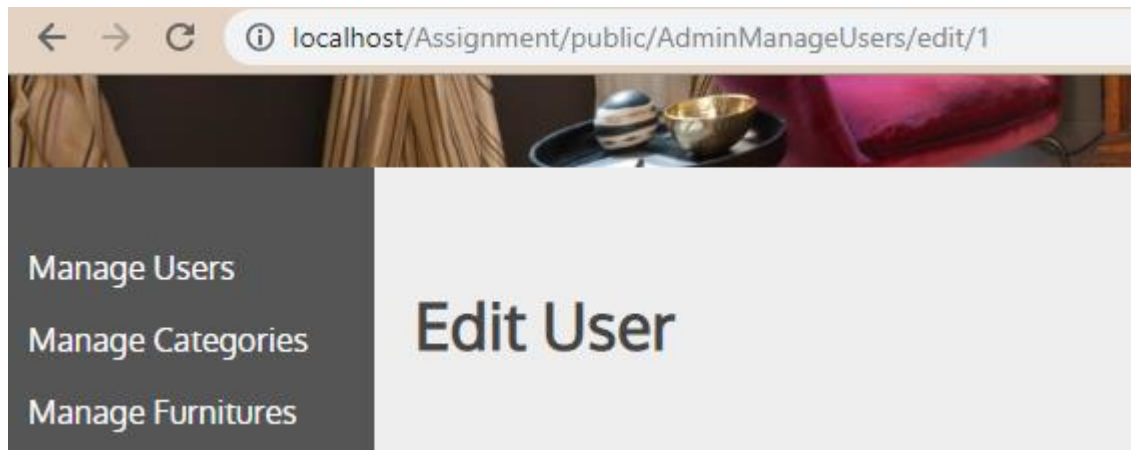 localhost/Assignment/public/AdminManageUsers/edit/1
Manage Users
Manage Categories
Manage Furnitures
Edit User